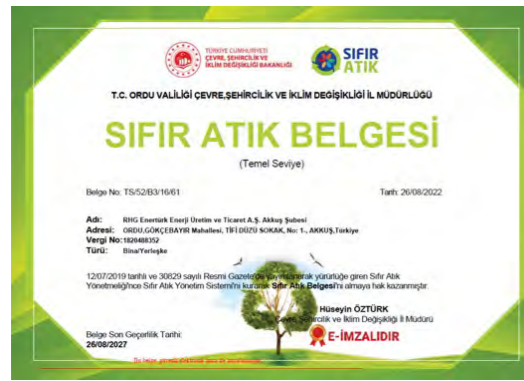 TÜRKİYE CUMHURİYETİ
ÇEVRE, ŞEHİRCİLİK VE
İKLİM DEĞİŞİKLİĞİ BAKANLIĞI
SIFIR
ATIK
T.C. ORDU VALİLİĞİ ÇEVRE,ŞEHİRCİLİK VE İKLİM DEĞİŞİKLİĞİ İL MÜDÜRLÜĞÜ
SIFIR ATIK BELGESİ
(Temel Seviye)
Belge No: TS/52/B3/16/61
Tarih: 26/08/2022
Adı: RHG Enertürk Enerji Üretim ve Ticaret A.Ş. Akkuş Şubesi
Adresi: ORDU,GÖKÇEBAYIR Mahallesi, TİFİ DÜZÜ SOKAK, No: 1-, AKKUŞ,Türkiye
Vergi No:1820488352
Türü: Bina/Yerleşke
12/07/2019 tarihli ve 30829 sayılı Resmi Gazete'de yayımlanarak yürürlüğe giren Sıfır Atık
Yönetmeliği'nce Sıfır Atık Yönetim Sistemi'ni kurarak Sıfır Atık Belgesi'ni almaya hak kazanmıştır.
Hüseyin ÖZTÜRK
Çevre, Şehircilik ve İklim Değişikliği İl Müdürü
E-İMZALIDIR
Belge Son Geçerlilik Tarihi:
26/08/2027